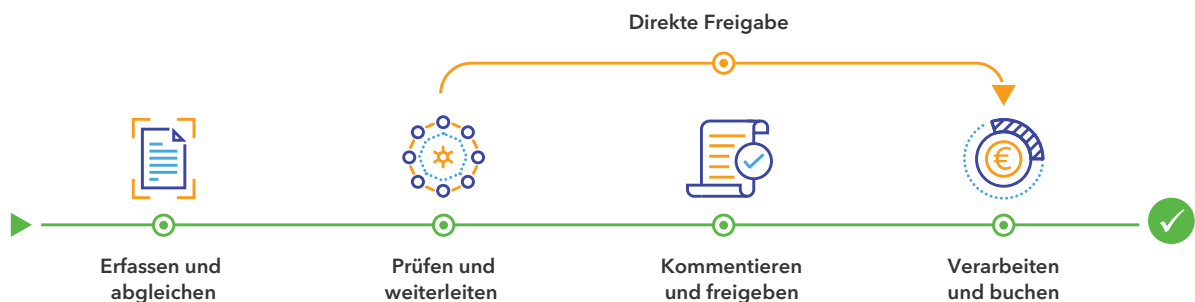 Direkte Freigabe
€
Erfassen und
abgleichen
Prüfen und
weiterleiten
Kommentieren
und freigeben
Verarbeiten
und buchen